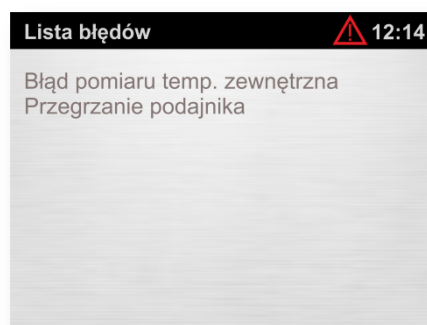 Lista błędów
12:14
Błąd pomiaru temp. zewnętrzna
Przegrzanie podajnika